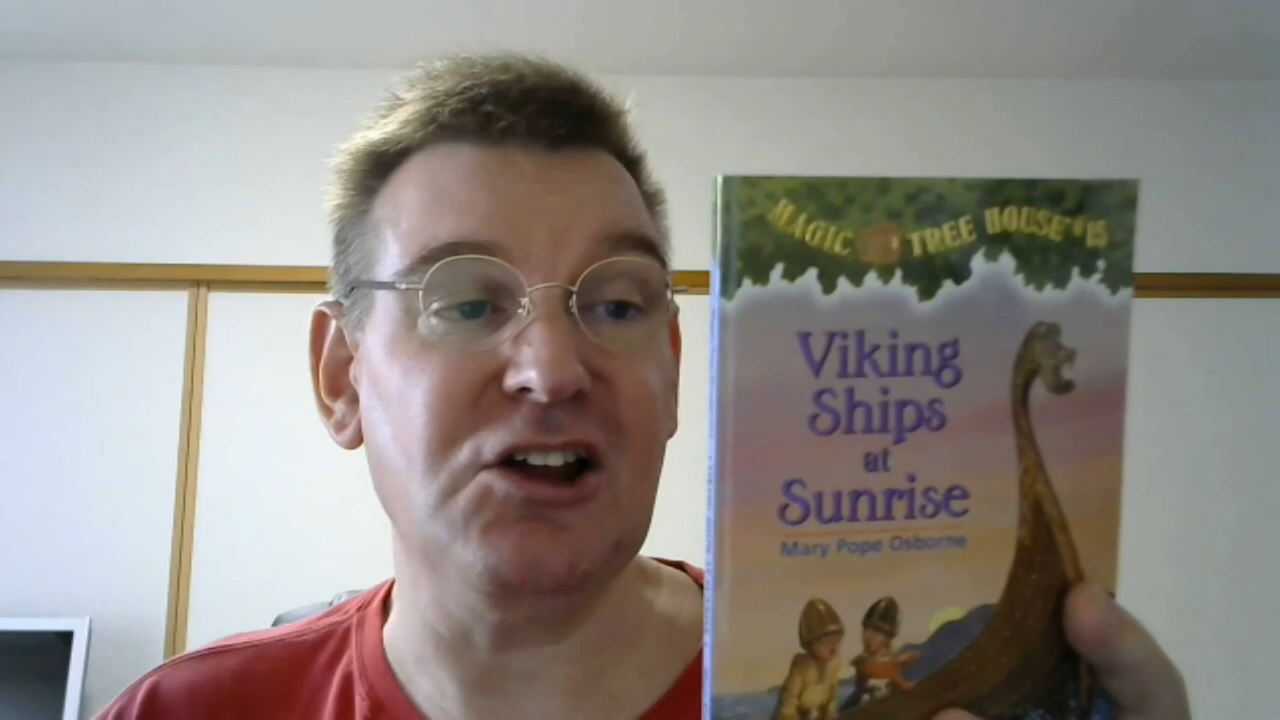 MAGIC TREE HOUSE #15
Viking
Ships
at
Sunrise
Mary Pope Osborne